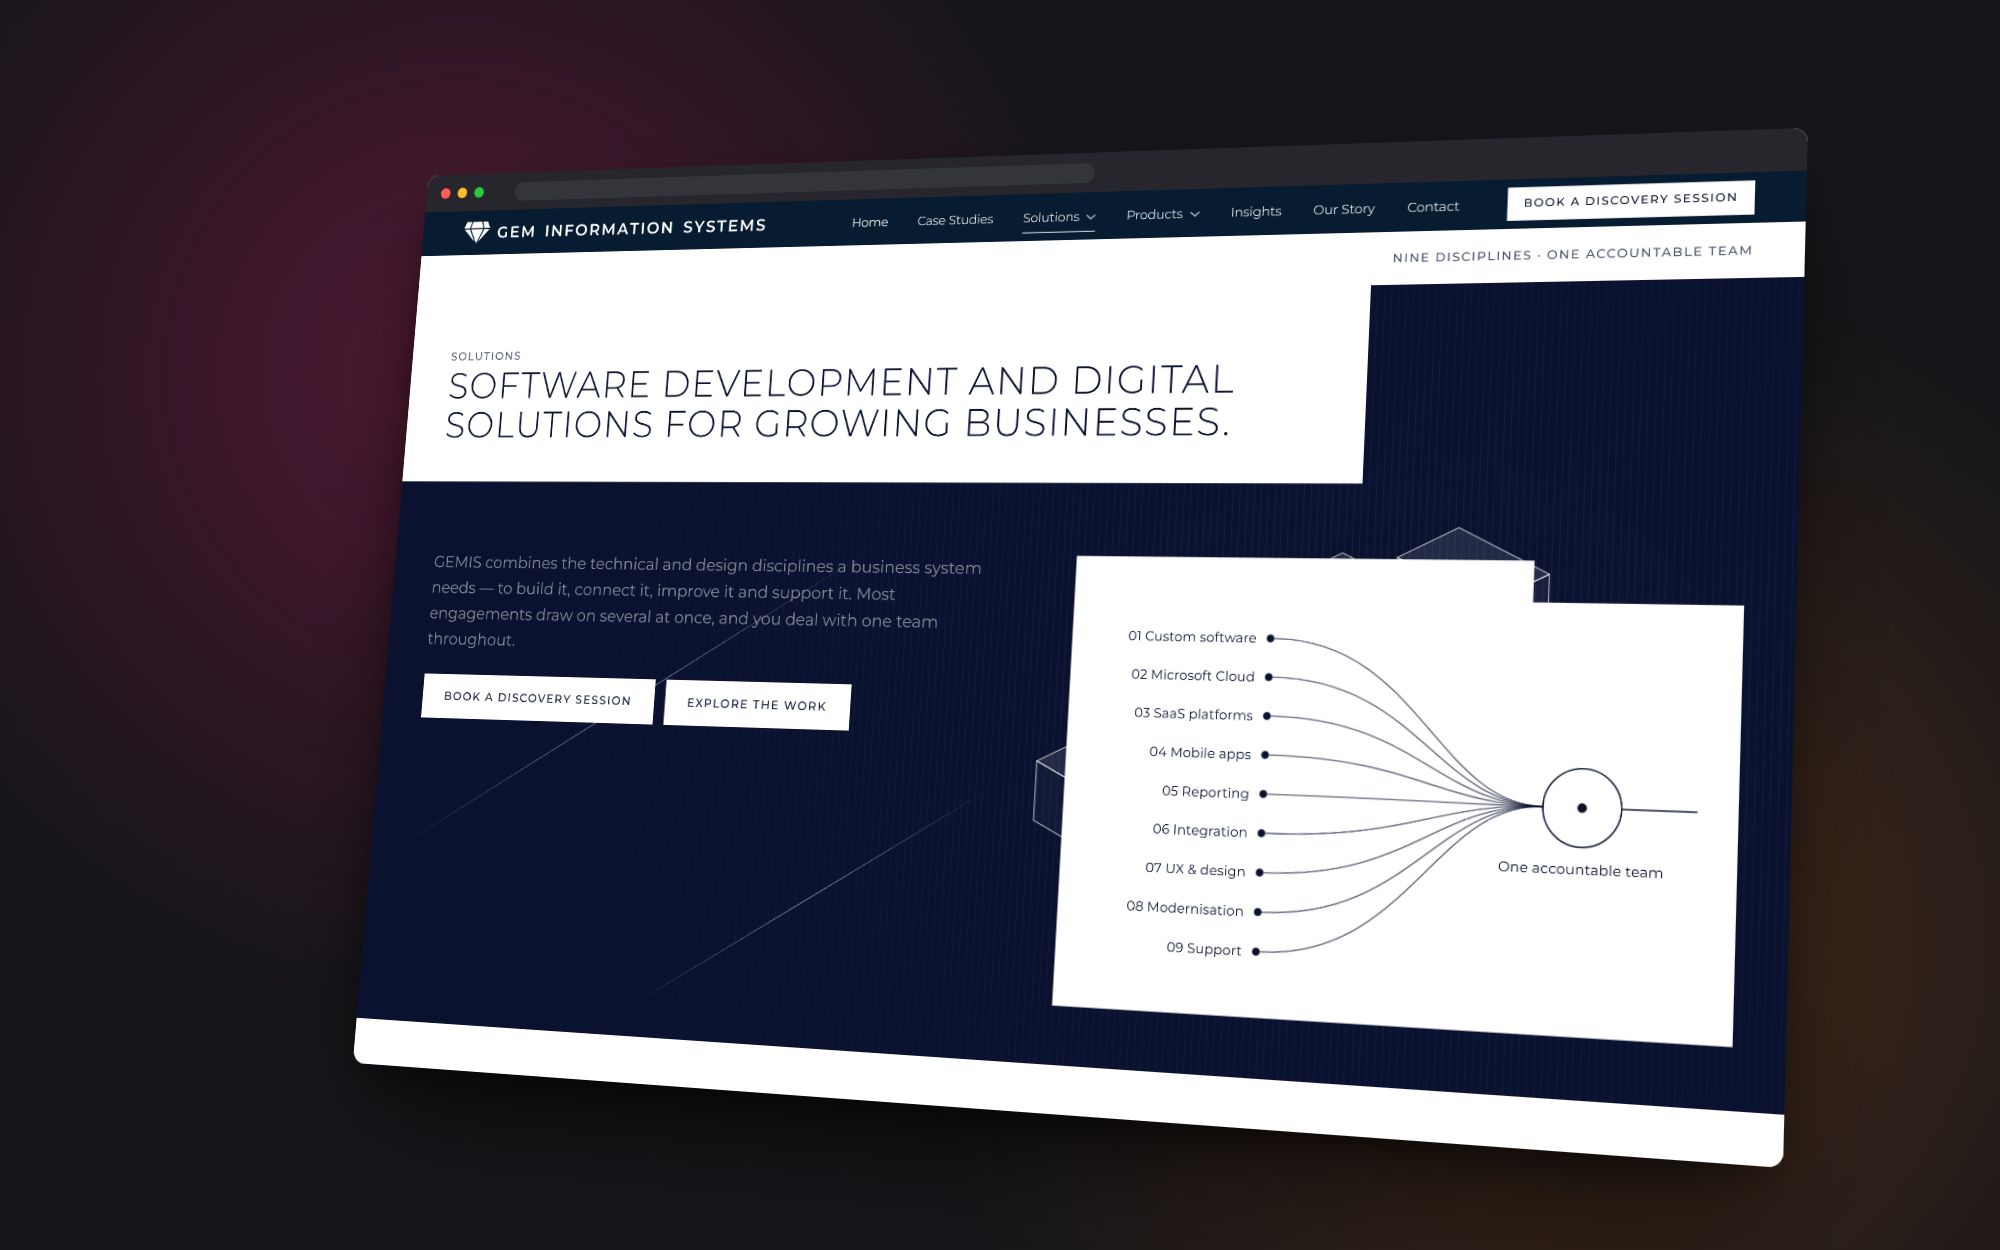 GEM INFORMATION SYSTEMS
Home
Case Studies
Solutions
Products
Insights
Our Story
Contact
BOOK A DISCOVERY SESSION
NINE DISCIPLINES · ONE ACCOUNTABLE TEAM
SOLUTIONS
SOFTWARE DEVELOPMENT AND DIGITAL
SOLUTIONS FOR GROWING BUSINESSES.
GEMIS combines the technical and design disciplines a business system
needs — to build it, connect it, improve it and support it. Most
engagements draw on several at once, and you deal with one team
throughout.
BOOK A DISCOVERY SESSION
EXPLORE THE WORK
01 Custom software
02 Microsoft Cloud
03 SaaS platforms
04 Mobile apps
05 Reporting
06 Integration
07 UX & design
08 Modernisation
09 Support
One accountable team